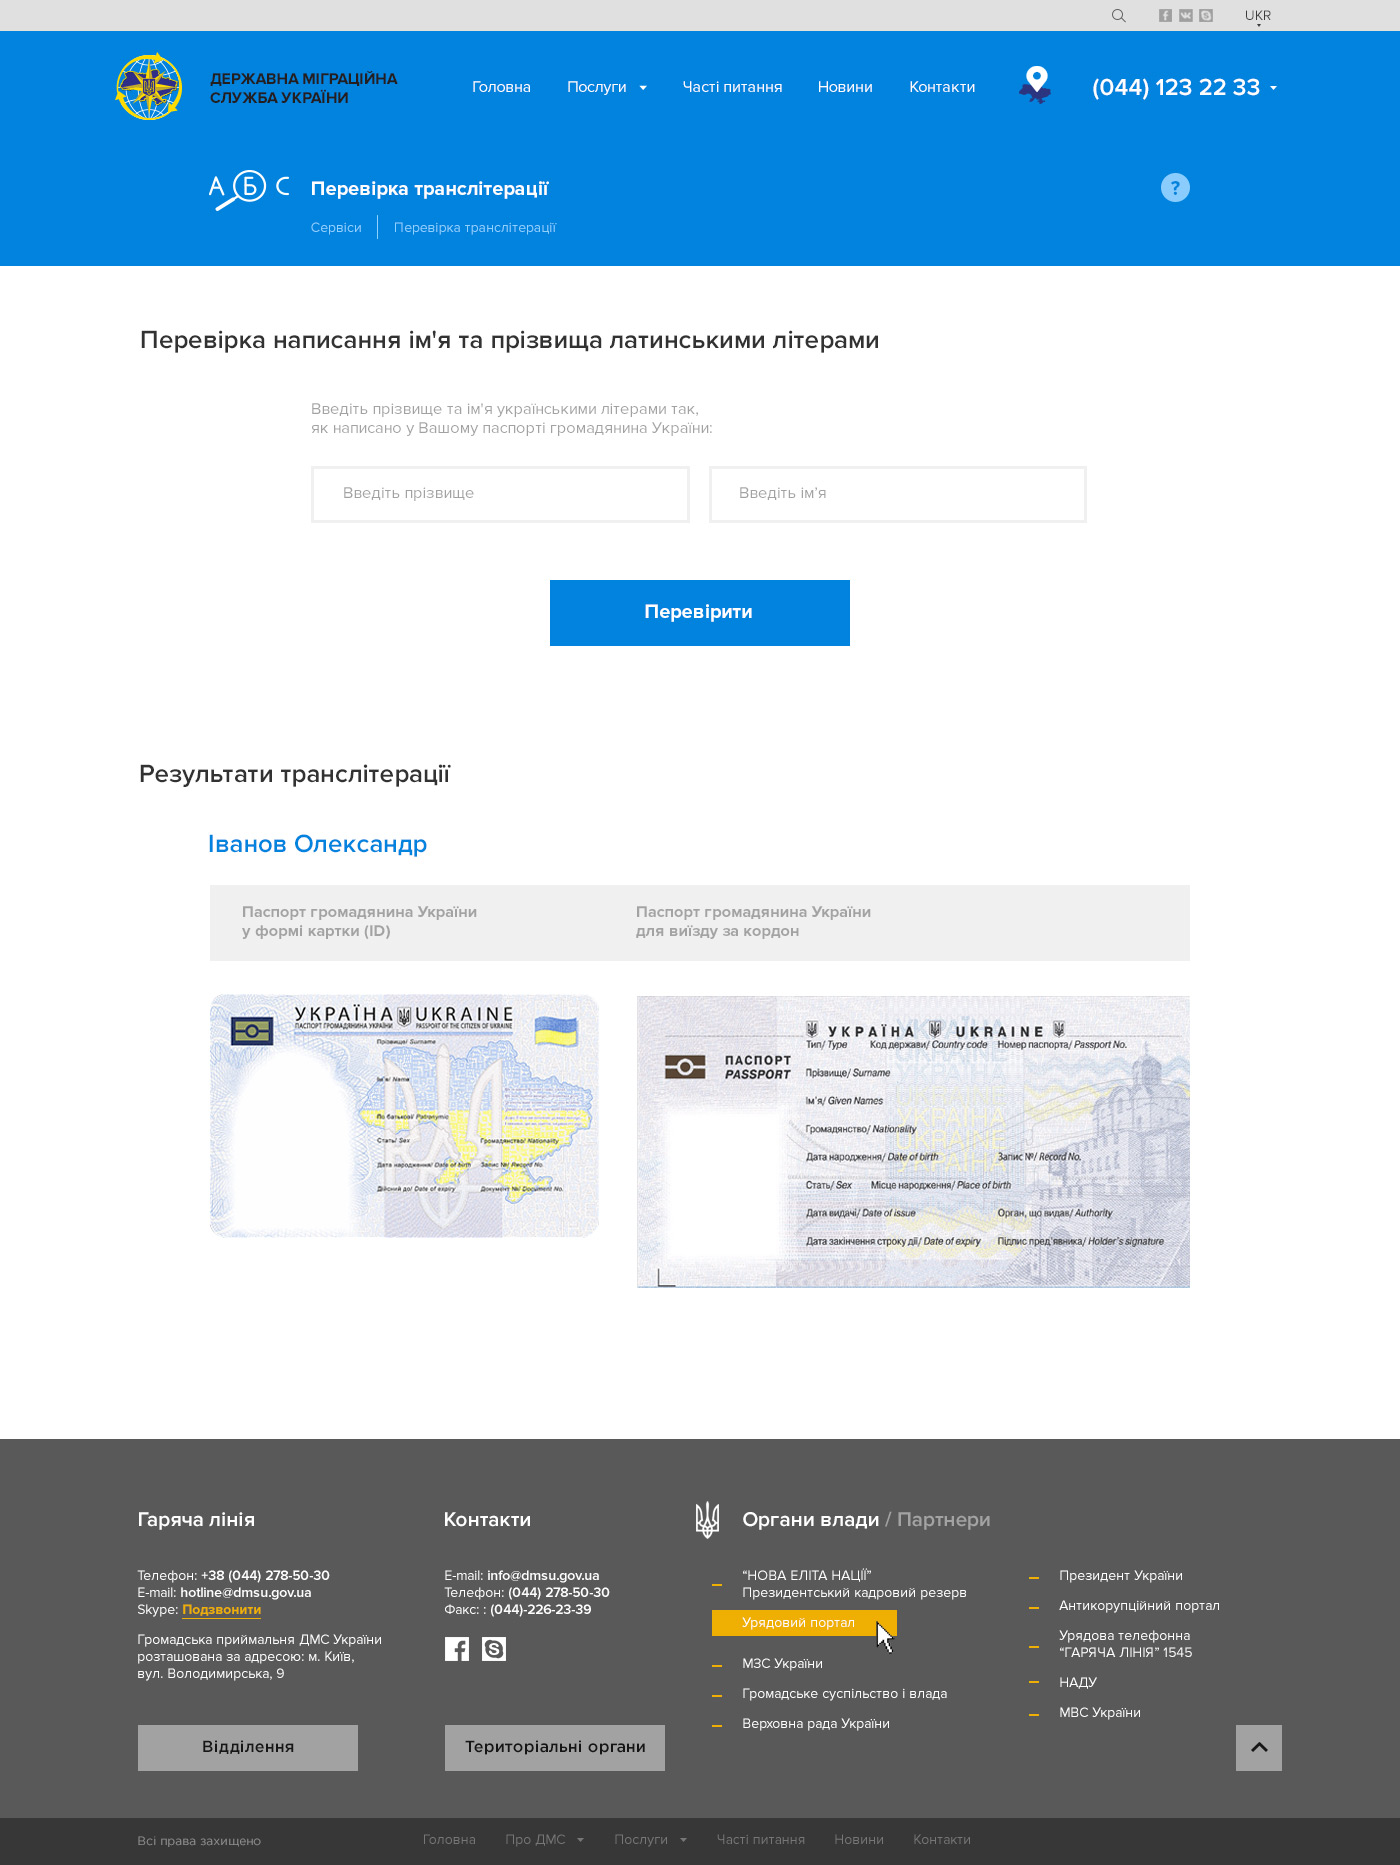 UKR
ДЕРЖАВНА МІГРАЦІЙНА
СЛУЖБА УКРАЇНИ
Головна Послуги Часті питання Новини Контакти (044) 123 22 33
А Б С
Перевірка транслітерації
?
Сервіси Перевірка транслітерації
Перевірка написання ім'я та прізвища латинськими літерами
Введіть прізвище та ім'я українськими літерами так,
як написано у Вашому паспорті громадянина України:
Введіть прізвище Введіть ім'я
Перевірити
Результати транслітерації
Іванов Олександр
Паспорт громадянина України
у формі картки (ID)
Паспорт громадянина України
для виїзду за кордон
УКРАЇНА UKRAINE
ПАСПОРТ ГРОМАДЯНИНА УКРАЇНИ PASSPORT OF THE CITIZEN OF UKRAINE
Прізвище/ Surname
Ім'я/ Name
По батькові/ Patronymic
Стать/ Sex Громадянство/ Nationality
Дата народження/ Date of birth Запис №/ Record No.
Дійсний до/ Date of expiry Документ №/ Document No.
УКРАЇНА UKRAINE
Тип/ Type Код держави/ Country code Номер паспорта/ Passport No.
ПАСПОРТ
PASSPORT
Прізвище/ Surname
Ім'я/ Given Names
Громадянство/ Nationality
Дата народження/ Date of birth Запис №/ Record No.
Стать/ Sex Місце народження/ Place of birth
Дата видачі/ Date of issue Орган, що видав/ Authority
Дата закінчення строку дії/ Date of expiry Підпис пред'явника/ Holder's signature
Гаряча лінія
Телефон: +38 (044) 278-50-30
E-mail: hotline@dmsu.gov.ua
Skype: Подзвонити
Громадська приймальня ДМС України
розташована за адресою: м. Київ,
вул. Володимирська, 9
Відділення
Контакти
E-mail: info@dmsu.gov.ua
Телефон: (044) 278-50-30
Факс: : (044)-226-23-39
Територіальні органи
Органи влади / Партнери
“НОВА ЕЛІТА НАЦІЇ”
Президентський кадровий резерв
Урядовий портал
МЗС України
Громадське суспільство і влада
Верховна рада України
Президент України
Антикорупційний портал
Урядова телефонна
“ГАРЯЧА ЛІНІЯ” 1545
НАДУ
МВС України
Всі права захищено Головна Про ДМС Послуги Часті питання Новини Контакти